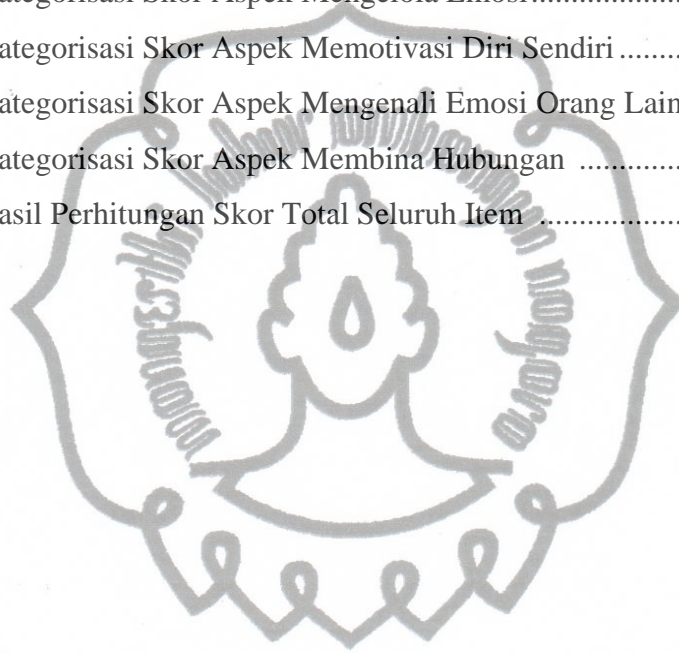 ategorisasi Skor Aspek Mengelola Emosi..................
ategorisasi Skor Aspek Memotivasi Diri Sendiri .......
ategorisasi Skor Aspek Mengenali Emosi Orang Lain
ategorisasi Skor Aspek Membina Hubungan ...........
asil Perhitungan Skor Total Seluruh Item ..................